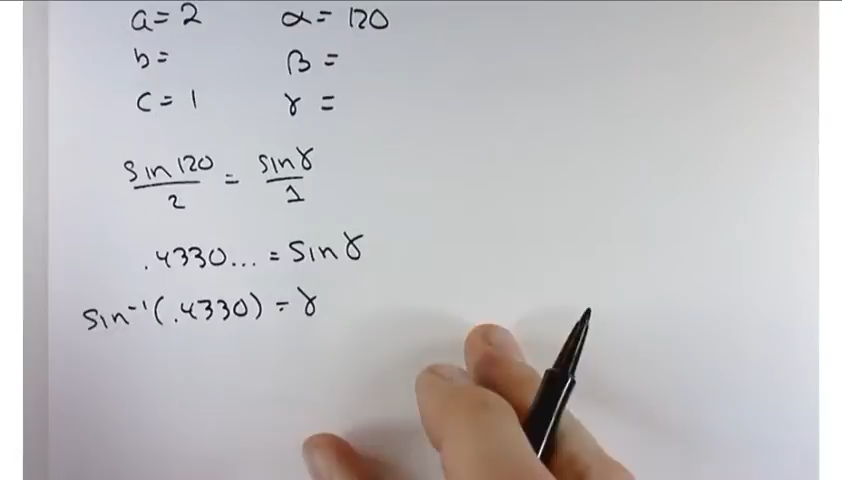 a = 2 α = 120
b = β =
c = 1 γ =
sin 120 / 2 = sin γ / 1
.4330... = sin γ
sin⁻¹(.4330) = γ